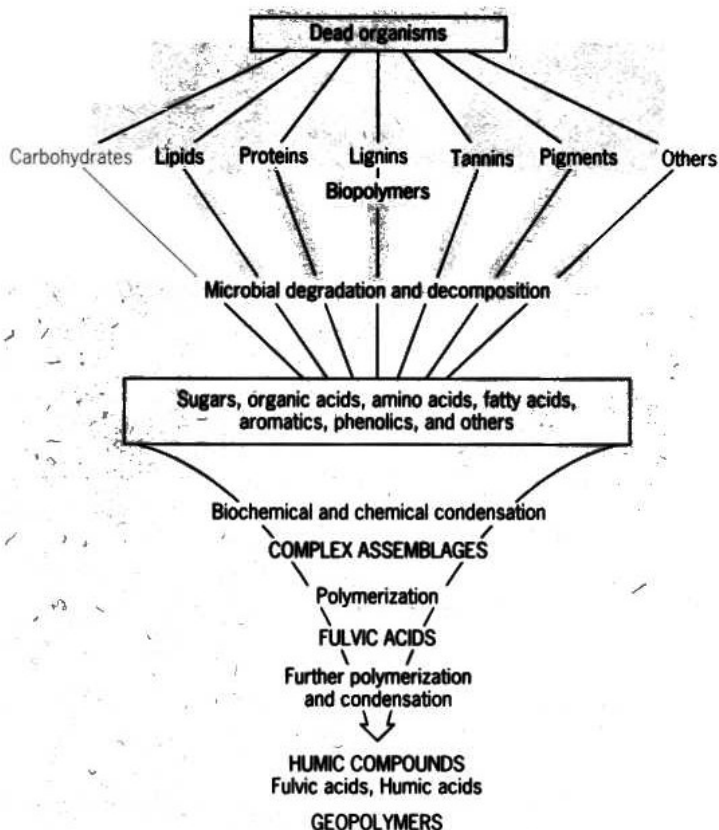 Dead organisms
Carbohydrates Lipids Proteins Lignins Tannins Pigments Others
Biopolymers
Microbial degradation and decomposition
Sugars, organic acids, amino acids, fatty acids,
aromatics, phenolics, and others
Biochemical and chemical condensation
COMPLEX ASSEMBLAGES
Polymerization
FULVIC ACIDS
Further polymerization
and condensation
HUMIC COMPOUNDS
Fulvic acids, Humic acids
GEOPOLYMERS